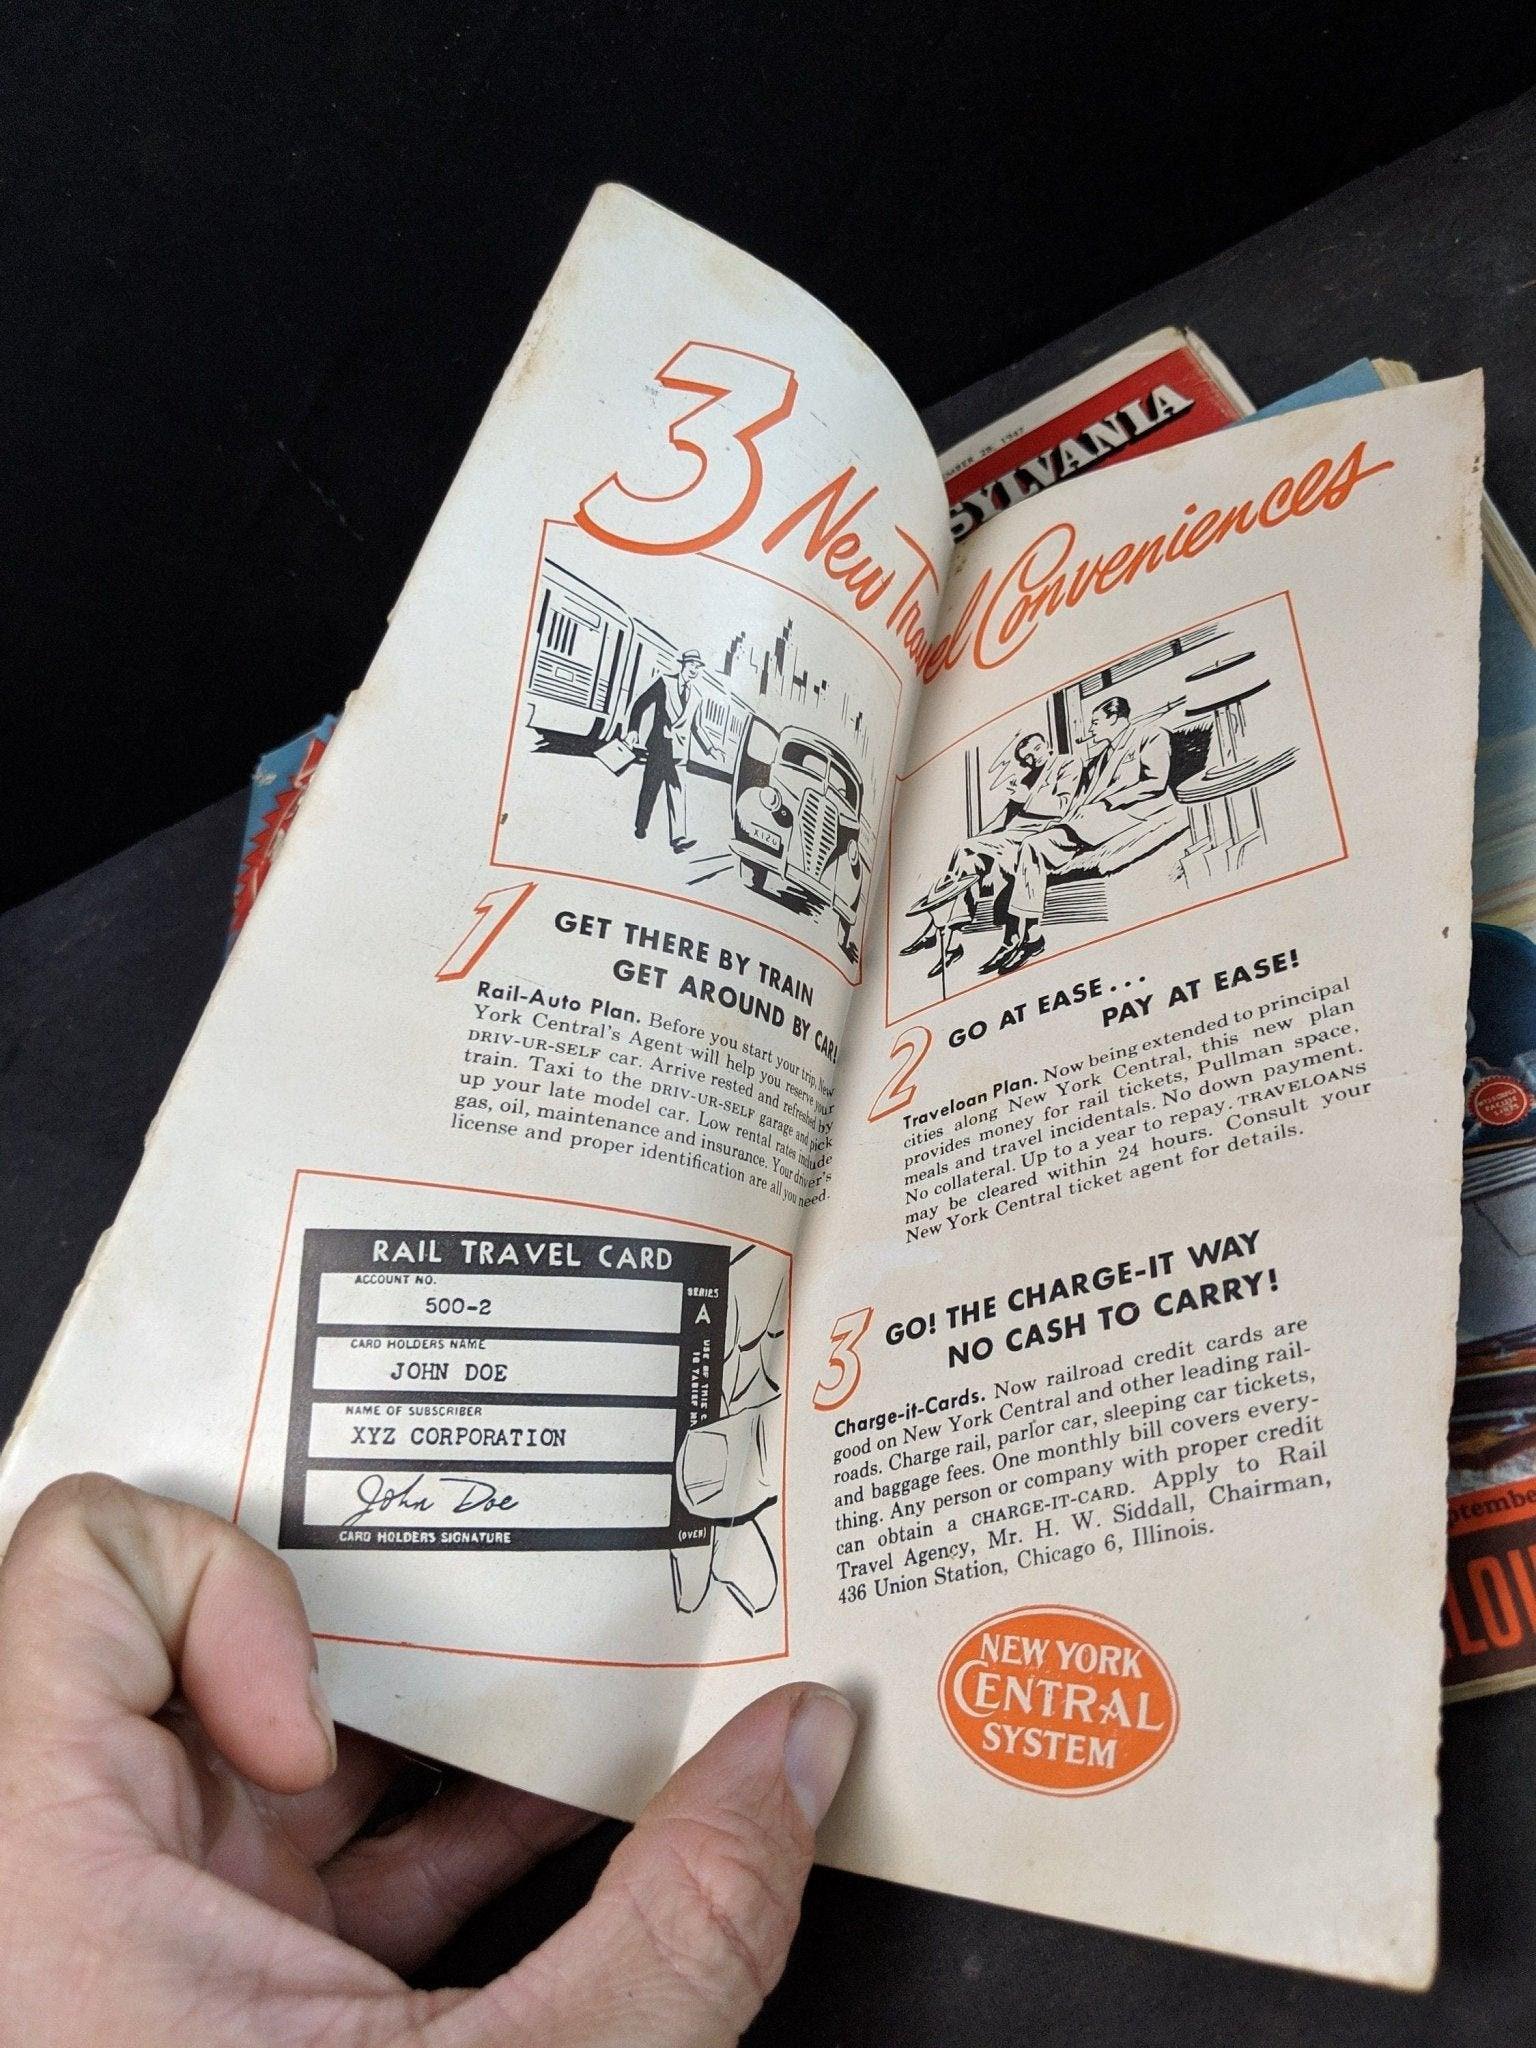 3 New Travel Conveniences
X12U
1 GET THERE BY TRAIN
GET AROUND BY CAR!
Rail-Auto Plan. Before you start your trip, New
York Central's Agent will help you reserve your
DRIV-UR-SELF car. Arrive rested and refreshed by
train. Taxi to the DRIV-UR-SELF garage and pick
up your late model car. Low rental rates include
gas, oil, maintenance and insurance. Your driver's
license and proper identification are all you need.
RAIL TRAVEL CARD
ACCOUNT NO.
500-2
CARD HOLDERS NAME
JOHN DOE
NAME OF SUBSCRIBER
XYZ CORPORATION
John Doe
CARD HOLDERS SIGNATURE
SERIES
A
USE OF THIS C
(OVER)
2 GO AT EASE...
PAY AT EASE!
Traveloan Plan. Now being extended to principal
cities along New York Central, this new plan
provides money for rail tickets, Pullman space,
meals and travel incidentals. No down payment.
No collateral. Up to a year to repay. TRAVELOANS
may be cleared within 24 hours. Consult your
New York Central ticket agent for details.
3 GO! THE CHARGE-IT WAY
NO CASH TO CARRY!
Charge-it-Cards. Now railroad credit cards are
good on New York Central and other leading rail-
roads. Charge rail, parlor car, sleeping car tickets,
and baggage fees. One monthly bill covers every-
thing. Any person or company with proper credit
can obtain a CHARGE-IT-CARD. Apply to Rail
Travel Agency, Mr. H. W. Siddall, Chairman,
436 Union Station, Chicago 6, Illinois.
NEW YORK
CENTRAL
SYSTEM
MBER 28, 1947
SYLVANIA
ptembe
LOU